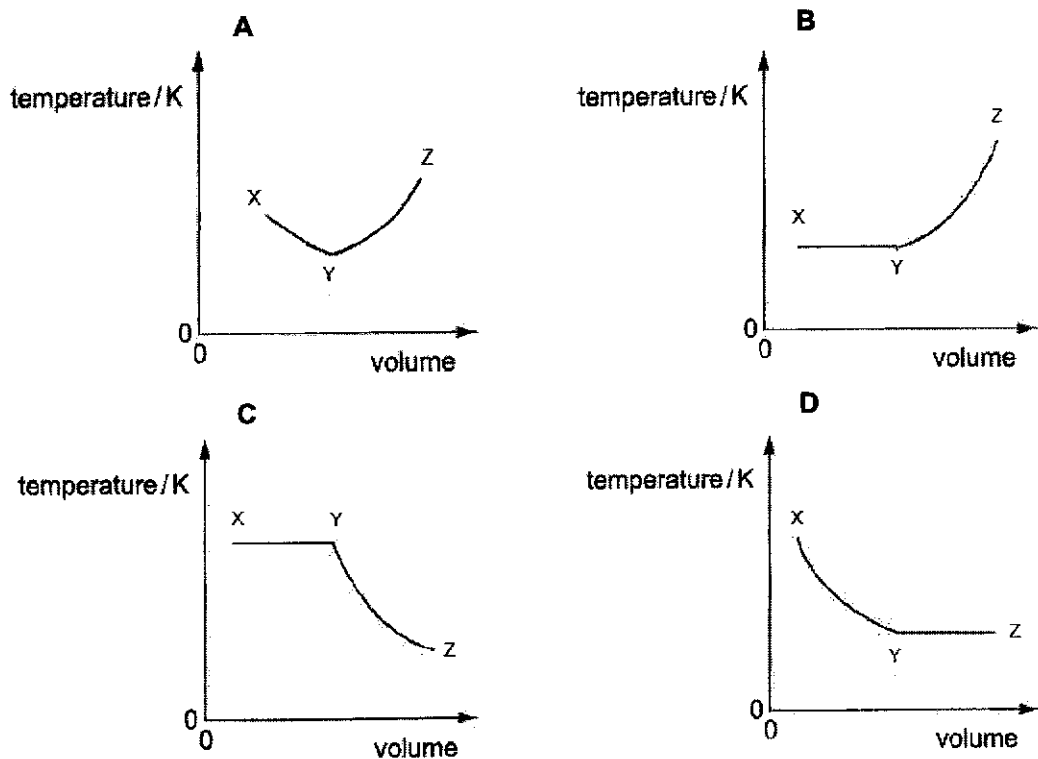 A
temperature/K
X
Y
Z
0
0
volume
B
temperature/K
X
Y
Z
0
0
volume
C
temperature/K
X
Y
Z
0
0
volume
D
temperature/K
X
Y
Z
0
0
volume